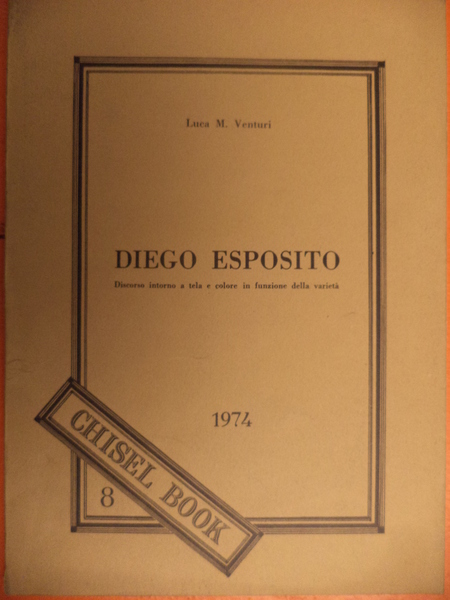 Luca M. Venturi
DIEGO ESPOSITO
Discorso intorno a tela e colore in funzione della varietà
1974
CHISEL BOOK
8